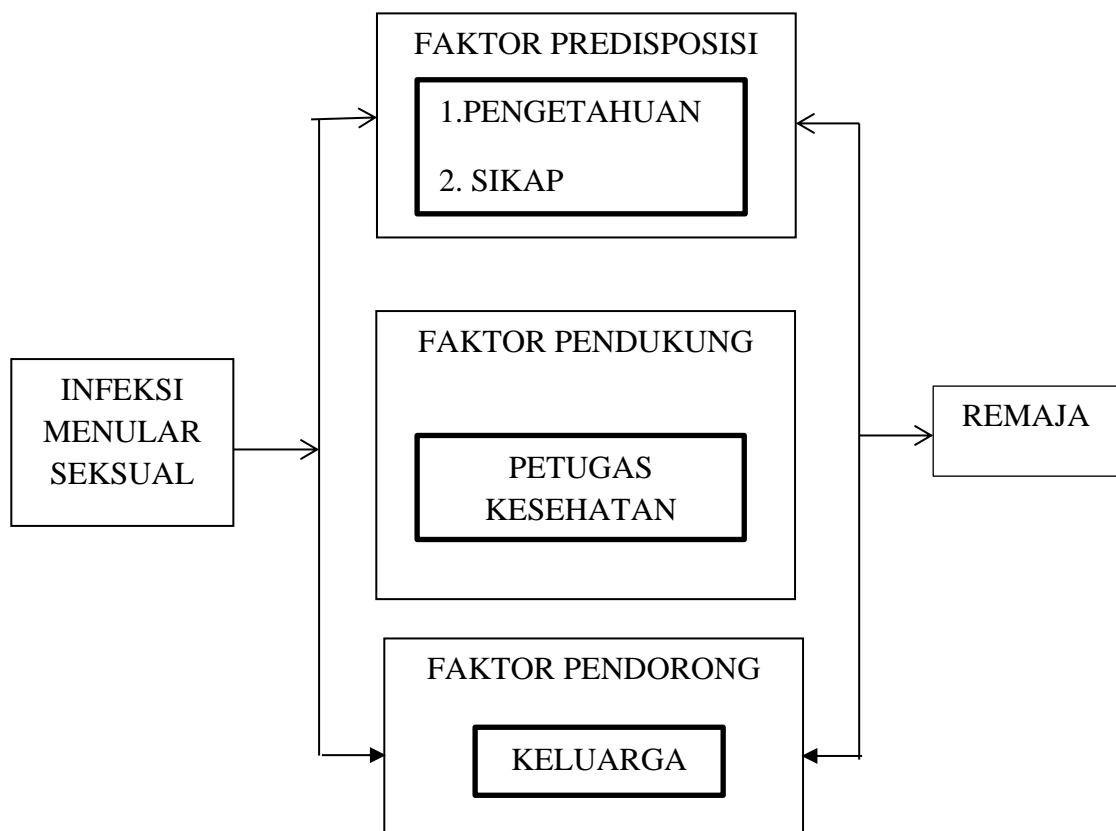 FAKTOR PREDISPOSISI
1.PENGETAHUAN
2. SIKAP
FAKTOR PENDUKUNG
PETUGAS
KESEHATAN
INFEKSI
MENULAR
SEKSUAL
REMAJA
FAKTOR PENDORONG
KELUARGA